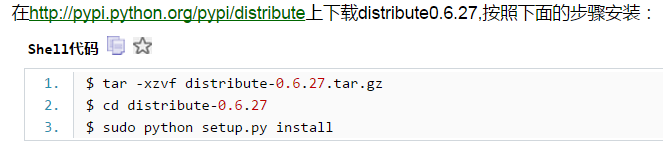 在http://pypi.python.org/pypi/distribute上下载distribute0.6.27,按照下面的步骤安装：
Shell代码
1. $ tar -xzvf distribute-0.6.27.tar.gz
2. $ cd distribute-0.6.27
3. $ sudo python setup.py install